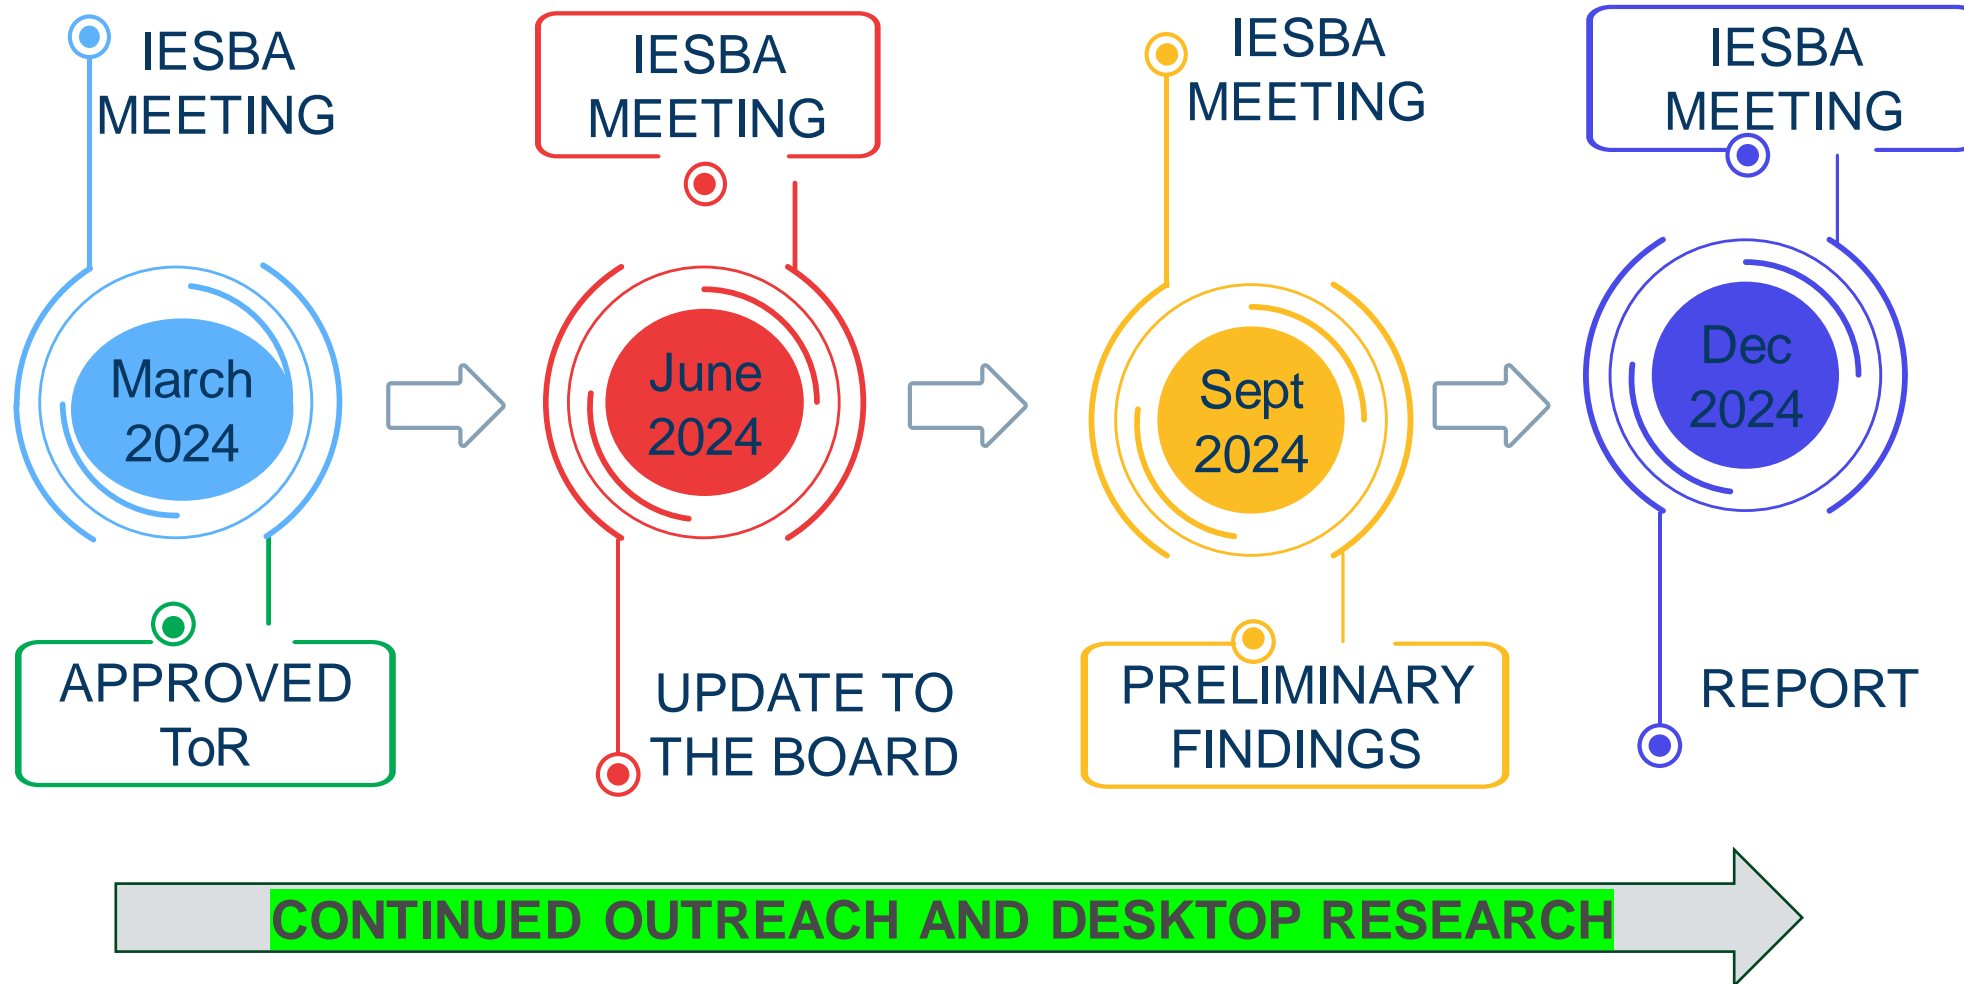 IESBA
MEETING
March
2024
APPROVED
ToR
IESBA
MEETING
June
2024
UPDATE TO
THE BOARD
IESBA
MEETING
Sept
2024
PRELIMINARY
FINDINGS
IESBA
MEETING
Dec
2024
REPORT
CONTINUED OUTREACH AND DESKTOP RESEARCH